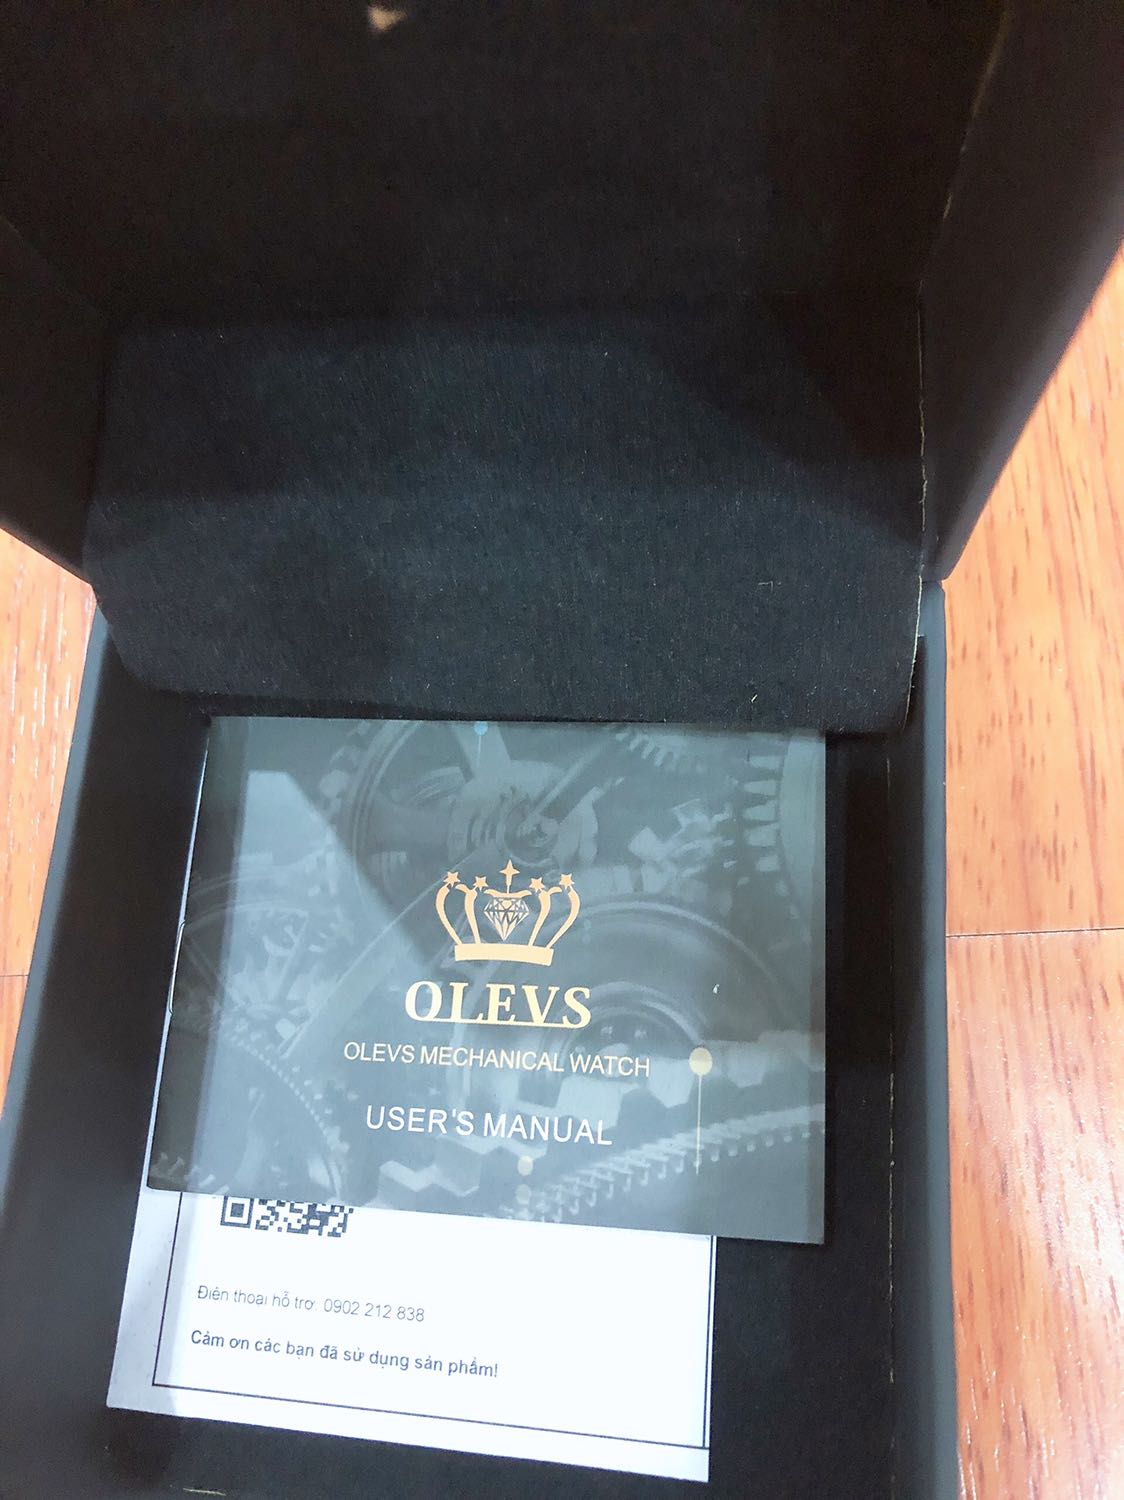 OLEVS
OLEVS MECHANICAL WATCH
USER'S MANUAL
Điện thoại hỗ trợ: 0902 212 838
Cảm ơn các bạn đã sử dụng sản phẩm!